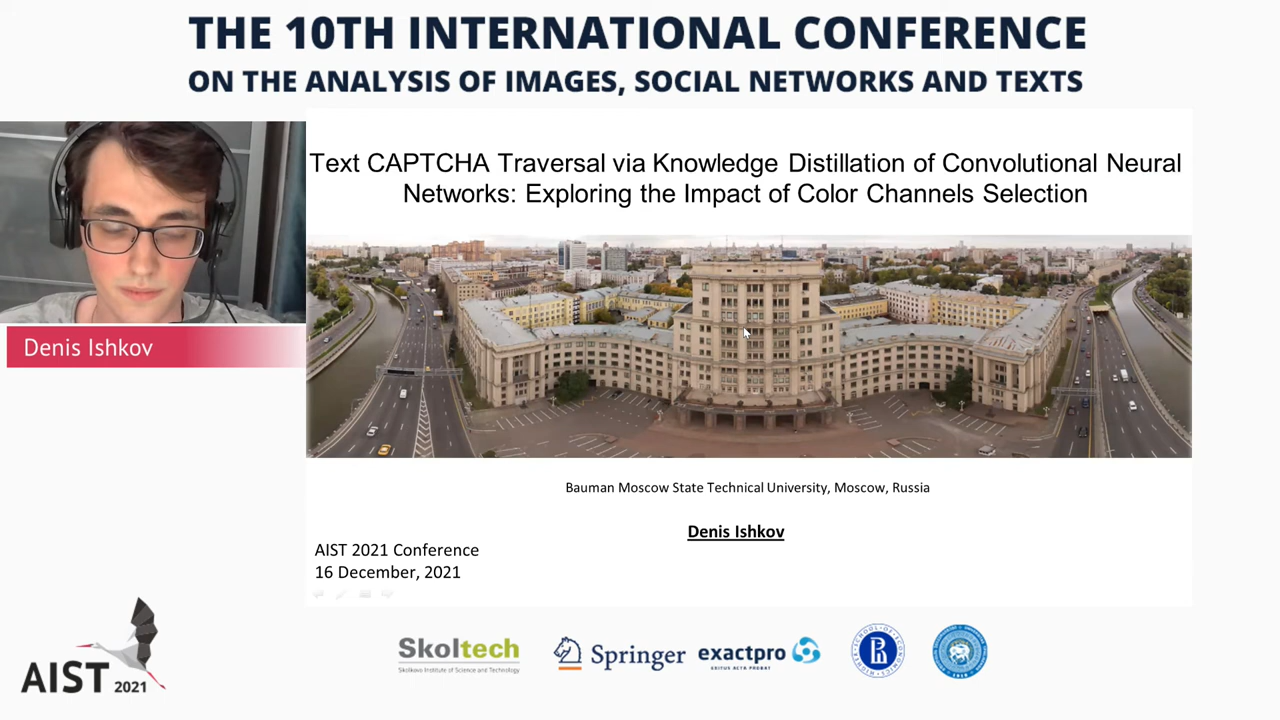 THE 10TH INTERNATIONAL CONFERENCE
ON THE ANALYSIS OF IMAGES, SOCIAL NETWORKS AND TEXTS
Text CAPTCHA Traversal via Knowledge Distillation of Convolutional Neural
Networks: Exploring the Impact of Color Channels Selection
Denis Ishkov
Bauman Moscow State Technical University, Moscow, Russia
Denis Ishkov
AIST 2021 Conference
16 December, 2021
AIST 2021
Skoltech
Skolkovo Institute of Science and Technology
Springer
exactpro
EXITUS ACTA PROBAT